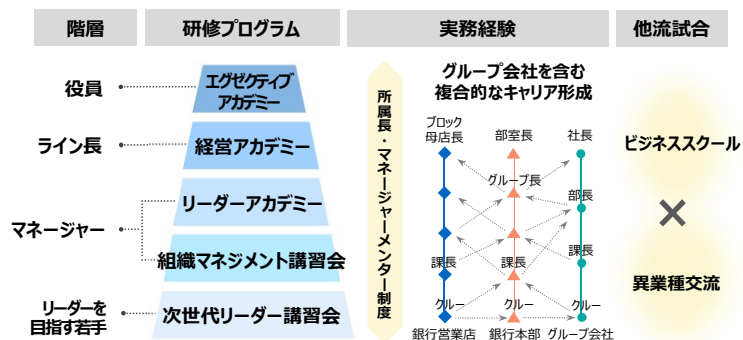 階層
研修プログラム
実務経験
他流試合
役員
エグゼクティブ
アカデミー
ライン長
経営アカデミー
マネージャー
リーダーアカデミー
組織マネジメント講習会
リーダーを
目指す若手
次世代リーダー講習会
所属長・マネージャーメンター制度
グループ会社を含む
複合的なキャリア形成
ブロック
母店長
部室長
社長
グループ長
部長
課長
課長
課長
クルー
クルー
クルー
銀行営業店
銀行本部
グループ会社
ビジネススクール
×
異業種交流